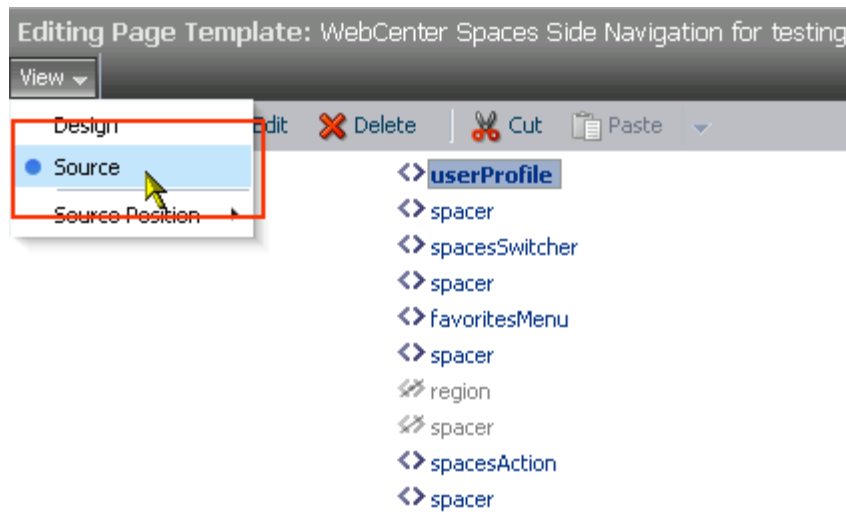 Editing Page Template: WebCenter Spaces Side Navigation for testing
View
Design
Edit Delete Cut Paste
Source
Source Position
userProfile
spacer
spacesSwitcher
spacer
favoritesMenu
spacer
region
spacer
spacesAction
spacer